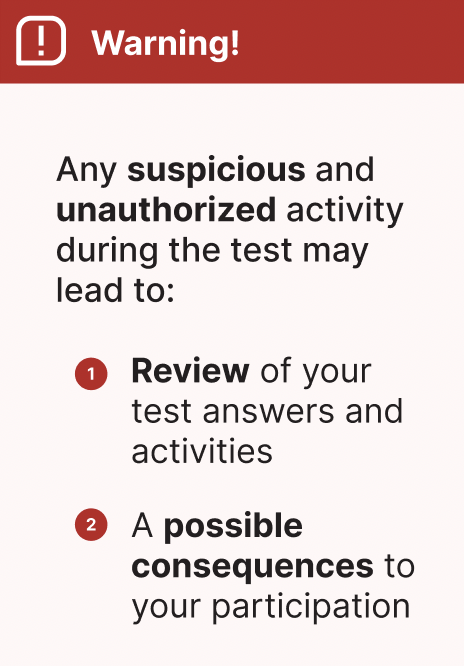 Warning!
Any suspicious and
unauthorized activity
during the test may
lead to:
1 Review of your
test answers and
activities
2 A possible
consequences to
your participation